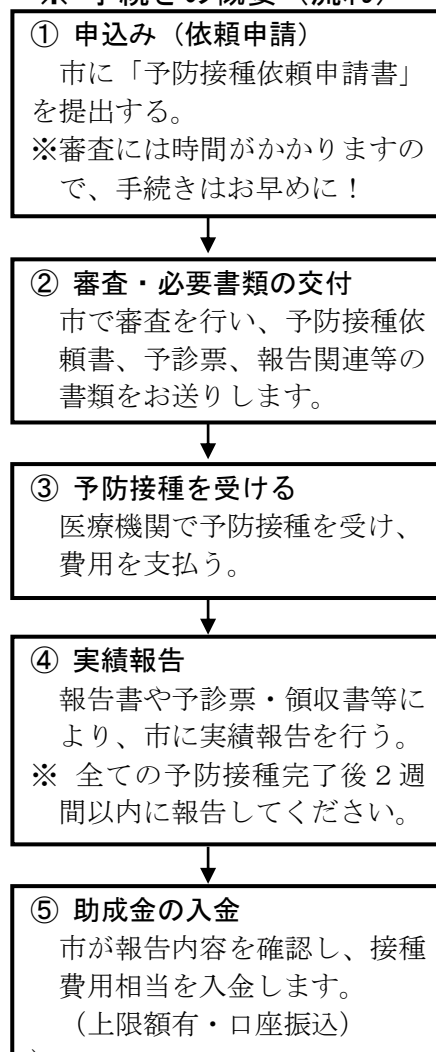 ※ 手続きの概要（流れ）
① 申込み（依頼申請）
市に「予防接種依頼申請書」
を提出する。
※審査には時間がかかりますの
で、手続きはお早めに！
② 審査・必要書類の交付
市で審査を行い、予防接種依
頼書、予診票、報告関連等の
書類をお送りします。
③ 予防接種を受ける
医療機関で予防接種を受け、
費用を支払う。
④ 実績報告
報告書や予診票・領収書等に
より、市に実績報告を行う。
※ 全ての予防接種完了後２週
間以内に報告してください。
⑤ 助成金の入金
市が報告内容を確認し、接種
費用相当を入金します。
（上限額有・口座振込）